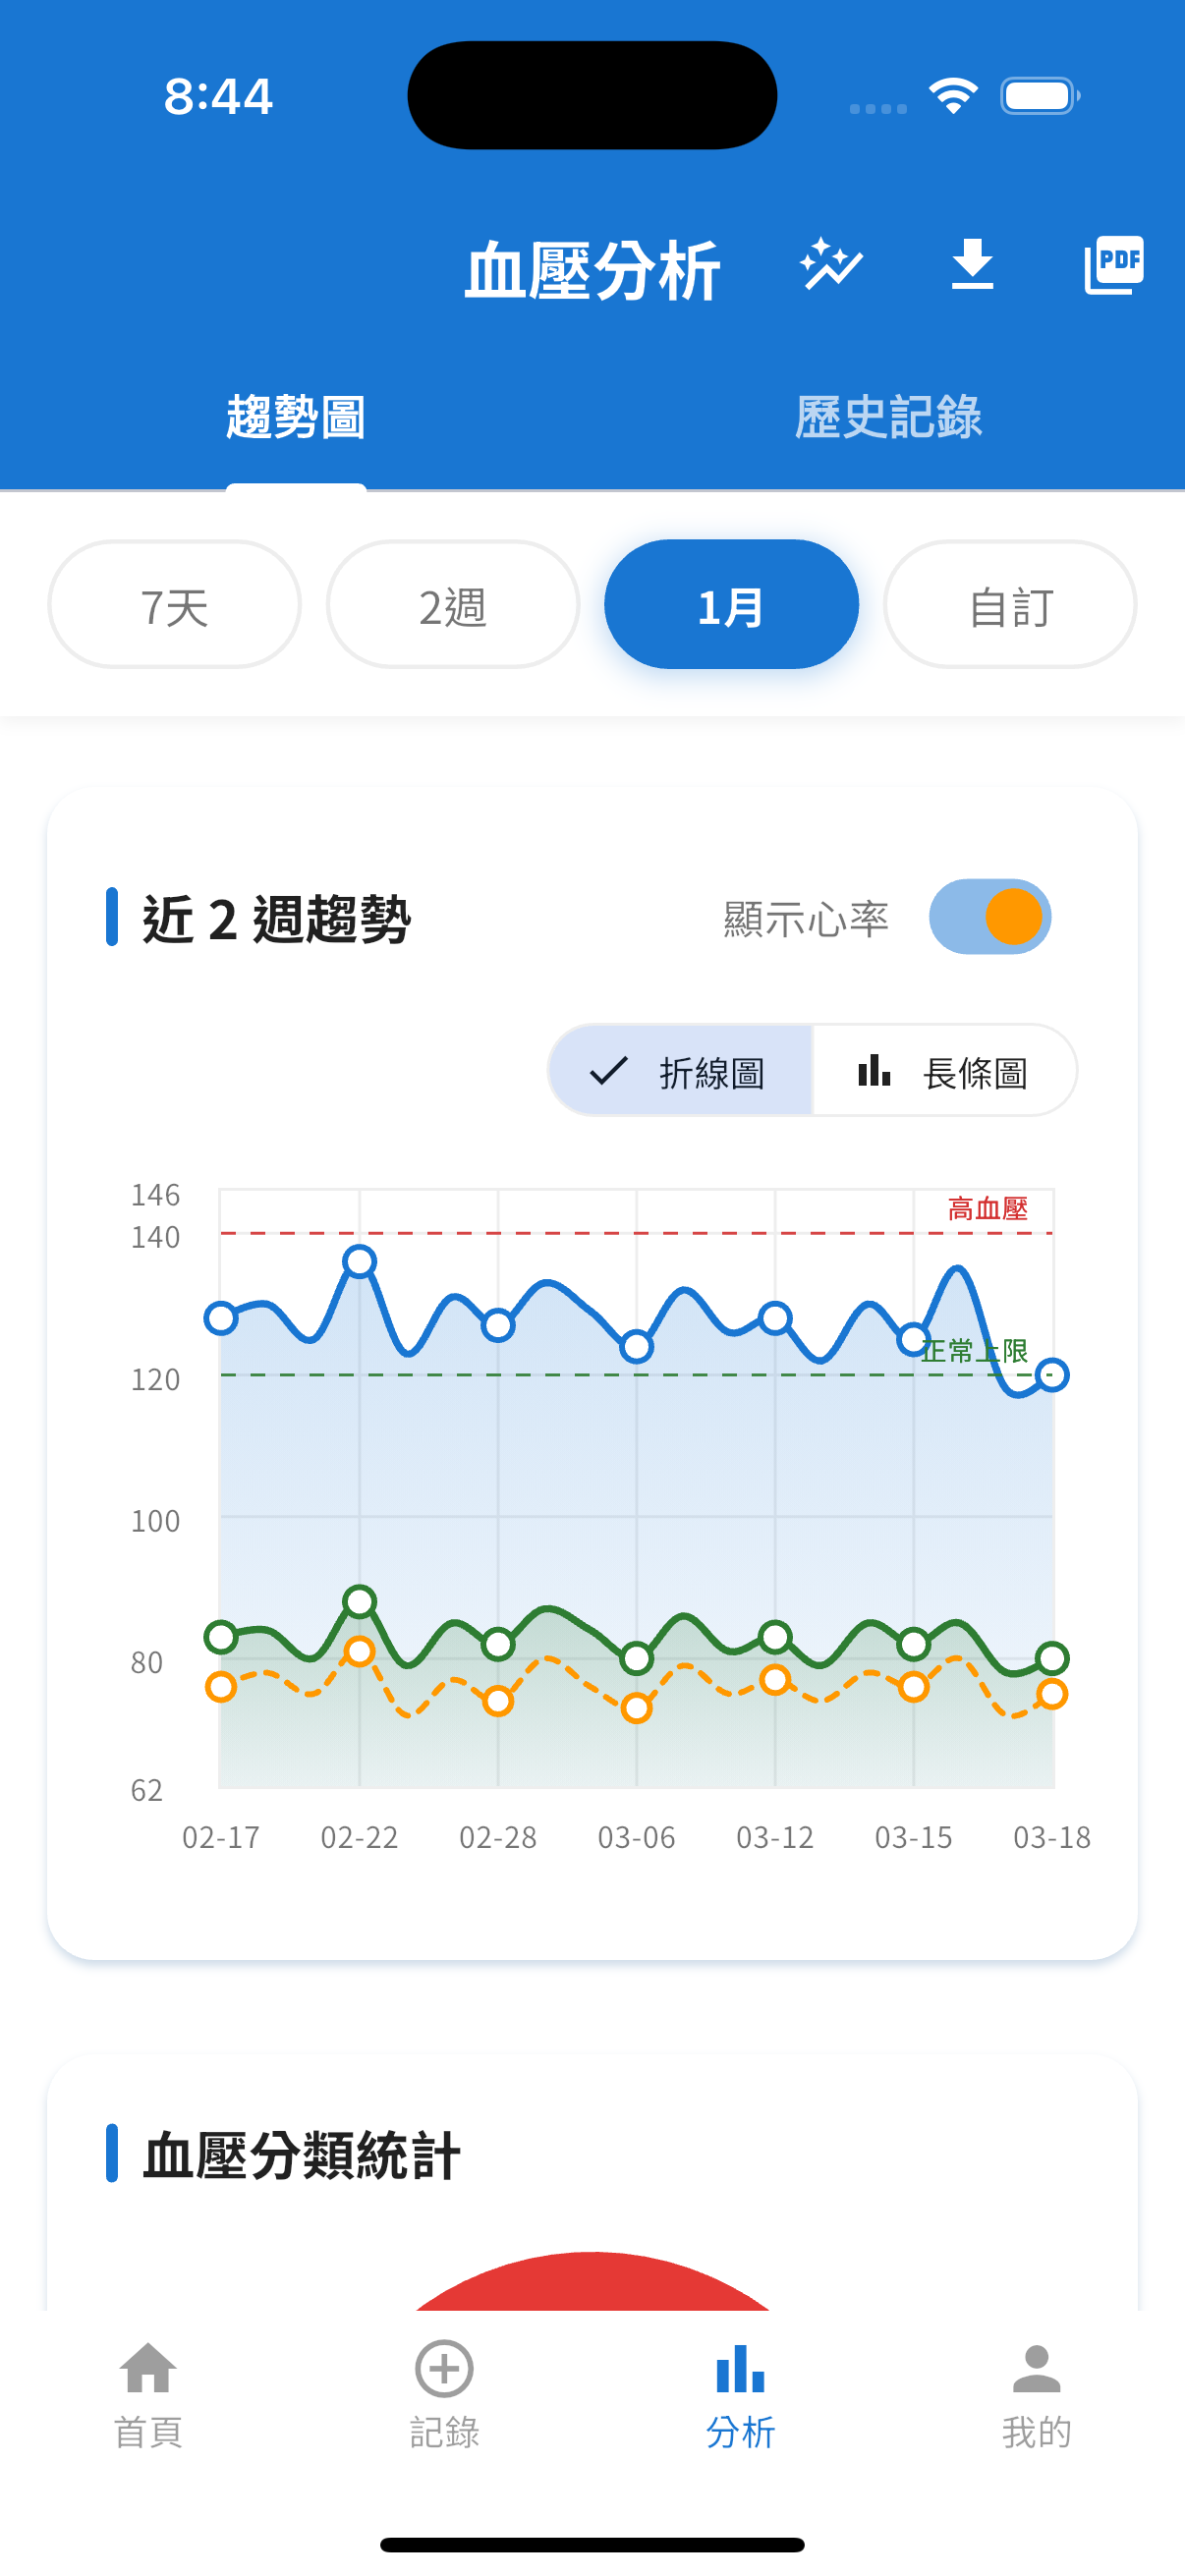 8:44
血壓分析
PDF
趨勢圖
歷史記錄
7天
2週
1月
自訂
近 2 週趨勢
顯示心率
折線圖
長條圖
146
高血壓
140
正常上限
120
100
80
62
02-17
02-22
02-28
03-06
03-12
03-15
03-18
血壓分類統計
首頁
記錄
分析
我的